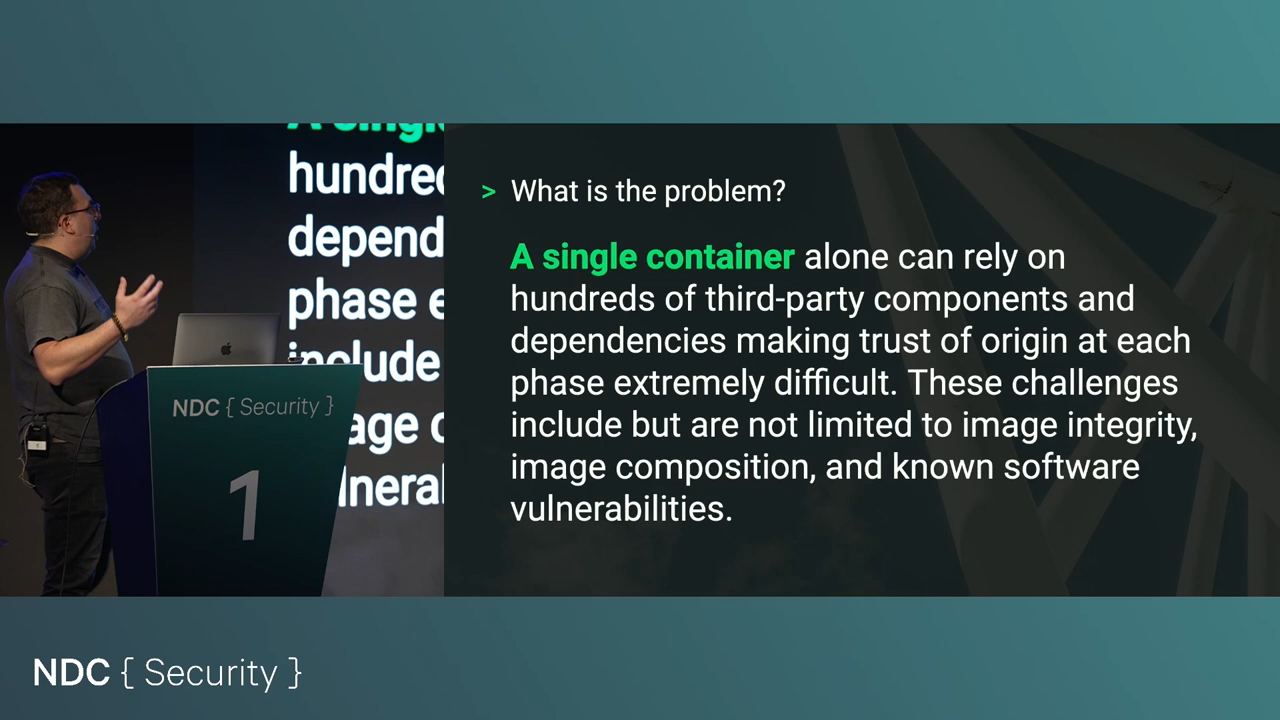 hundred
depend
phase e
include
age c
lneral
NDC { Security }
1
> What is the problem?
A single container alone can rely on
hundreds of third-party components and
dependencies making trust of origin at each
phase extremely difficult. These challenges
include but are not limited to image integrity,
image composition, and known software
vulnerabilities.
NDC { Security }